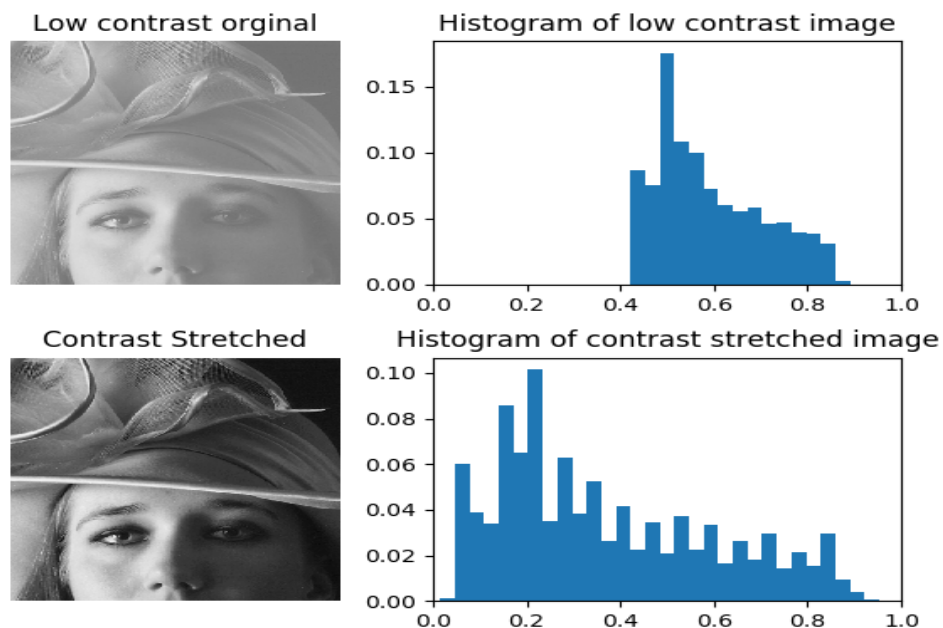 Low contrast orginal
Histogram of low contrast image
0.15
0.10
0.05
0.00
0.0 0.2 0.4 0.6 0.8 1.0
Contrast Stretched
Histogram of contrast stretched image
0.10
0.08
0.06
0.04
0.02
0.00
0.0 0.2 0.4 0.6 0.8 1.0